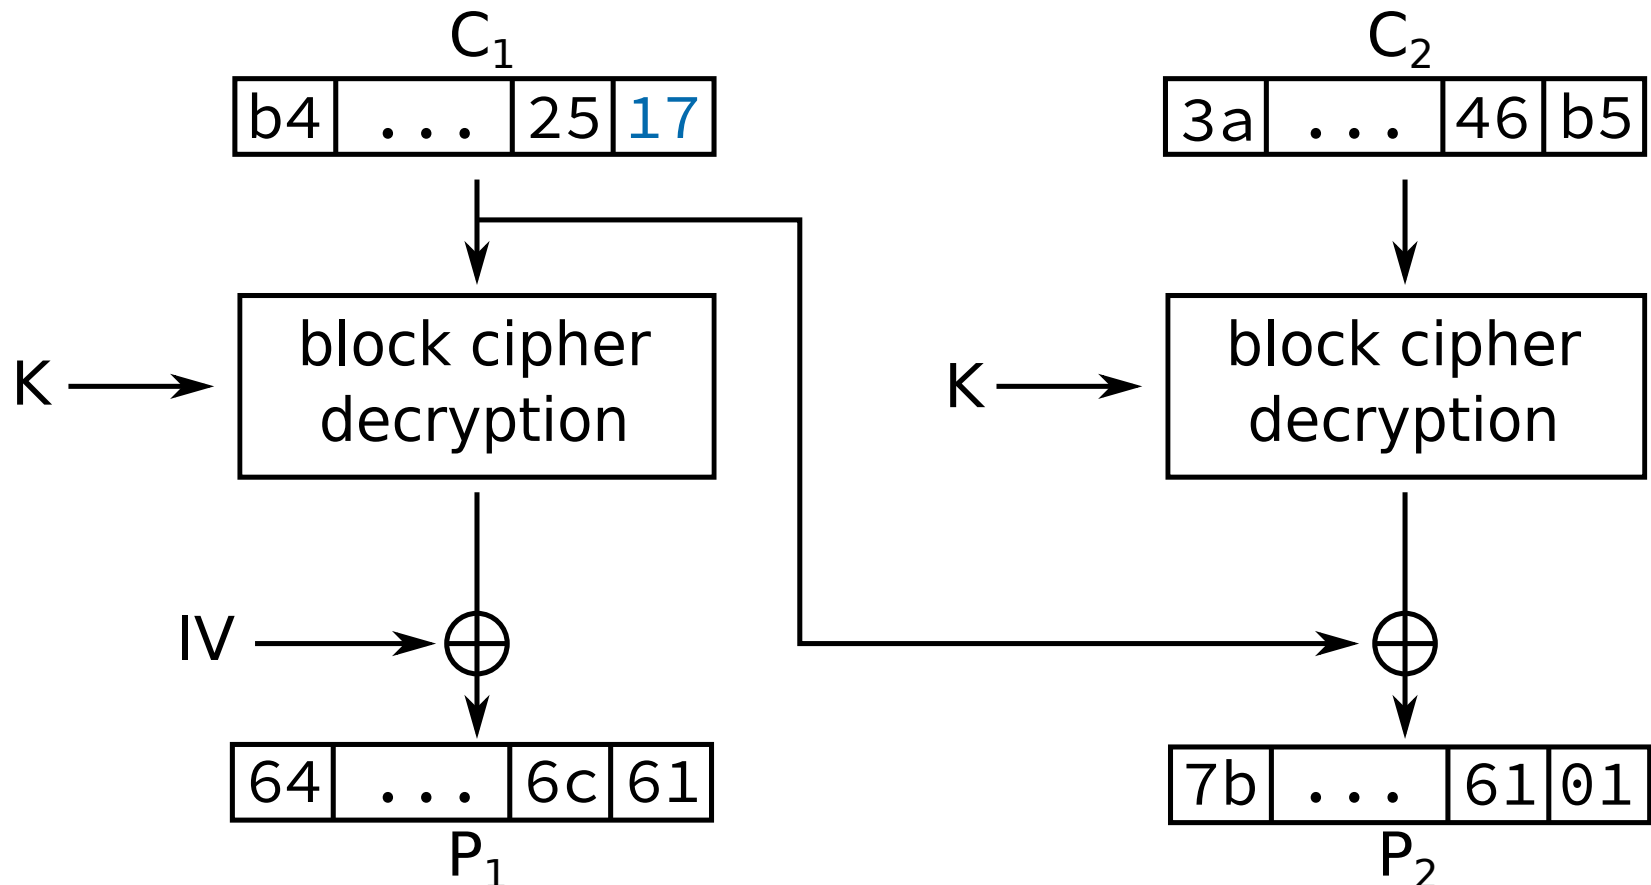 C₁ C₂
b4 ... 25 17 3a ... 46 b5
block cipher block cipher
K K
decryption decryption
IV
64 ... 6c 61 7b ... 61 01
P₁ P₂